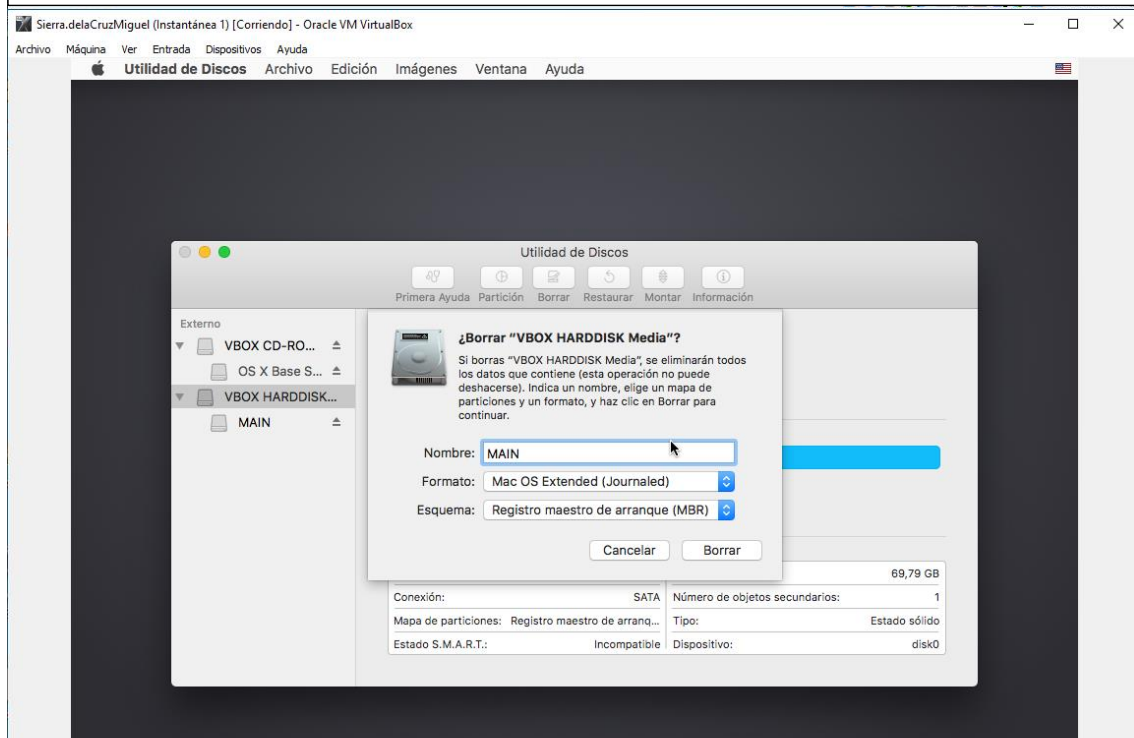 Sierra.delaCruzMiguel (Instantánea 1) [Corriendo] - Oracle VM VirtualBox
Archivo Máquina Ver Entrada Dispositivos Ayuda
Utilidad de Discos Archivo Edición Imágenes Ventana Ayuda
Utilidad de Discos
Primera Ayuda Partición Borrar Restaurar Montar Información
Externo
VBOX CD-RO...
OS X Base S...
VBOX HARDDISK...
MAIN
¿Borrar "VBOX HARDDISK Media"?
Si borras "VBOX HARDDISK Media", se eliminarán todos
los datos que contiene (esta operación no puede
deshacerse). Indica un nombre, elige un mapa de
particiones y un formato, y haz clic en Borrar para
continuar.
Nombre: MAIN
Formato: Mac OS Extended (Journaled)
Esquema: Registro maestro de arranque (MBR)
Cancelar Borrar
69,79 GB
Conexión: SATA Número de objetos secundarios: 1
Mapa de particiones: Registro maestro de arranq... Tipo: Estado sólido
Estado S.M.A.R.T.: Incompatible Dispositivo: disk0